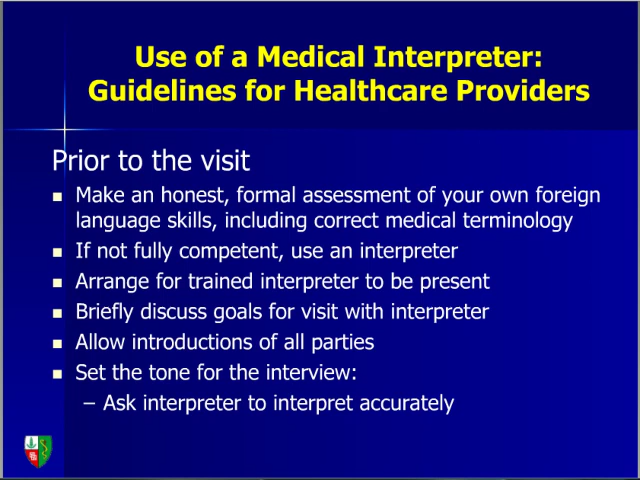 Use of a Medical Interpreter:
Guidelines for Healthcare Providers
Prior to the visit
■ Make an honest, formal assessment of your own foreign
language skills, including correct medical terminology
■ If not fully competent, use an interpreter
■ Arrange for trained interpreter to be present
■ Briefly discuss goals for visit with interpreter
■ Allow introductions of all parties
■ Set the tone for the interview:
– Ask interpreter to interpret accurately